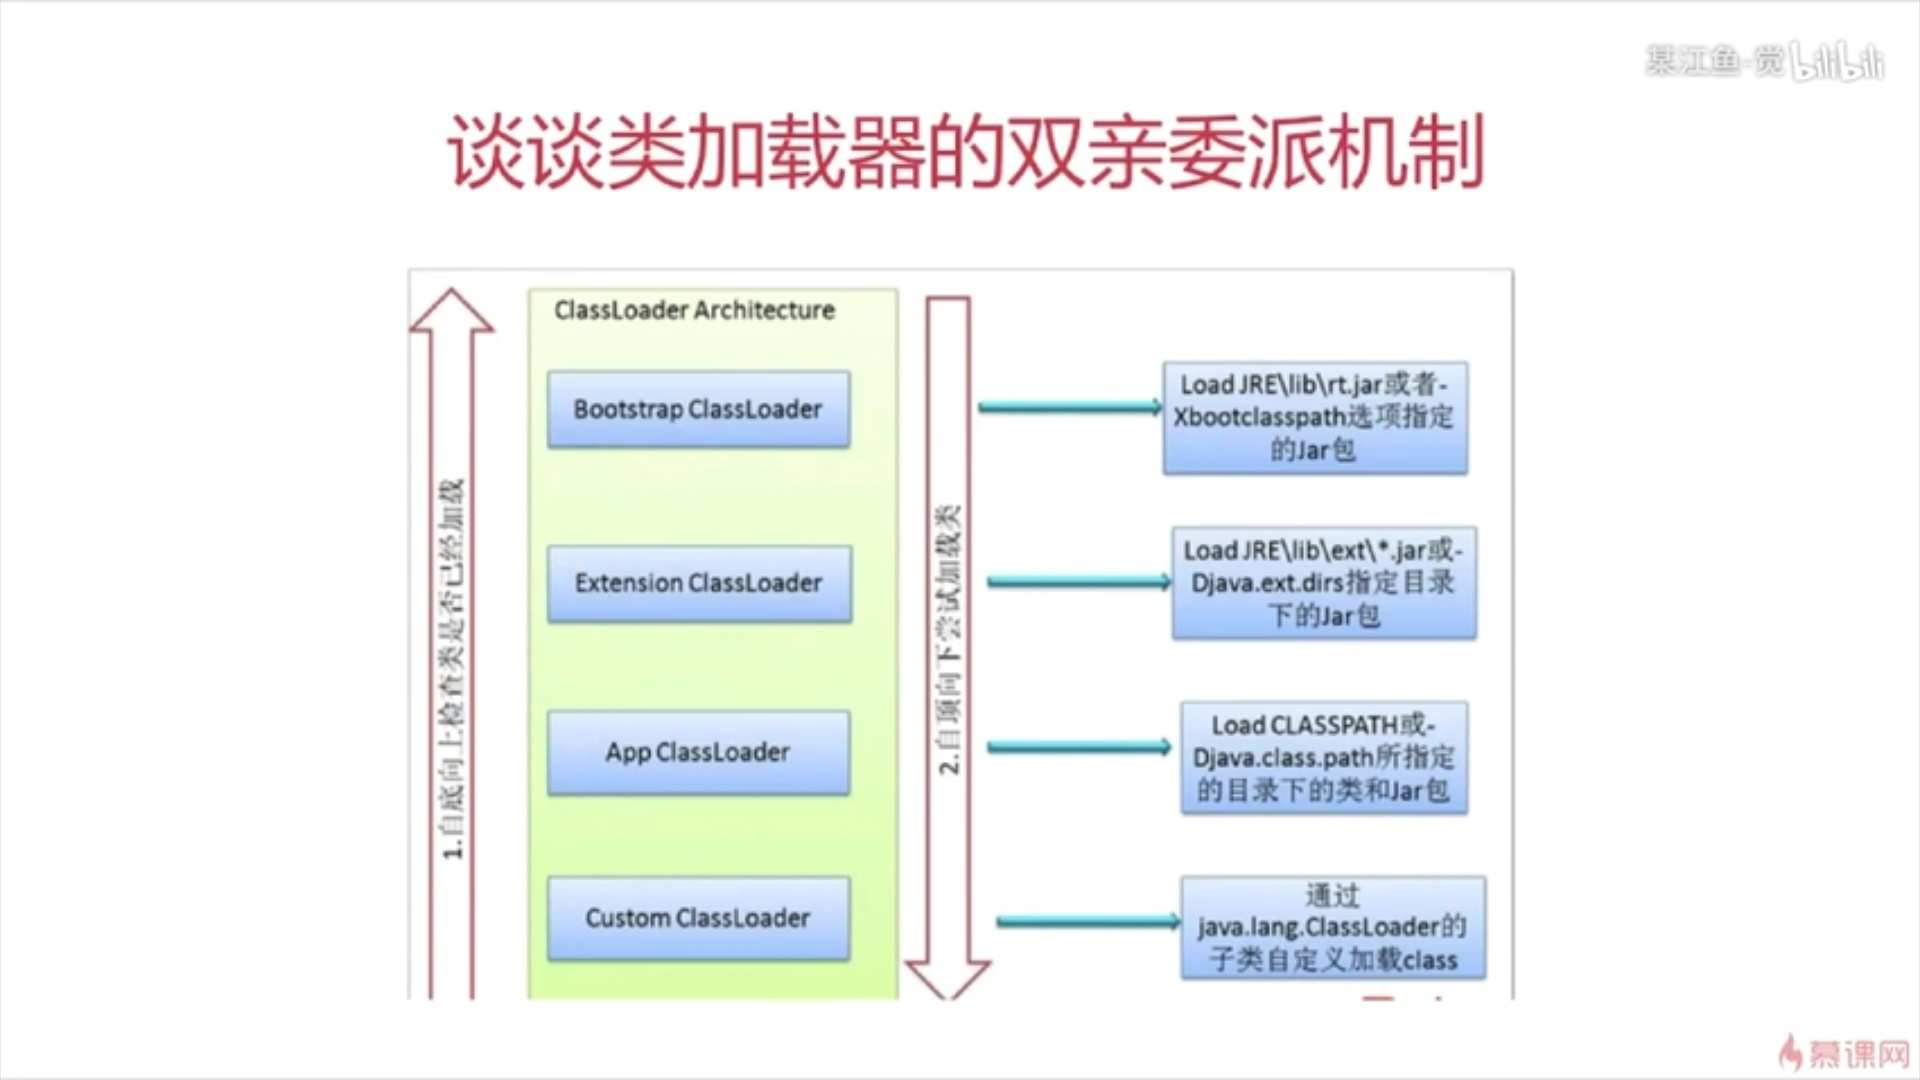 某江鱼-觉 bilibili
谈谈类加载器的双亲委派机制
ClassLoader Architecture
1.自底向上检查类是否已经加载
2.自顶向下尝试加载类
Bootstrap ClassLoader
Load JRE\lib\rt.jar或者-
Xbootclasspath选项指定
的Jar包
Extension ClassLoader
Load JRE\lib\ext\*.jar或-
Djava.ext.dirs指定目录
下的Jar包
App ClassLoader
Load CLASSPATH或-
Djava.class.path所指定
的目录下的类和Jar包
Custom ClassLoader
通过
java.lang.ClassLoader的
子类自定义加载class
慕课网